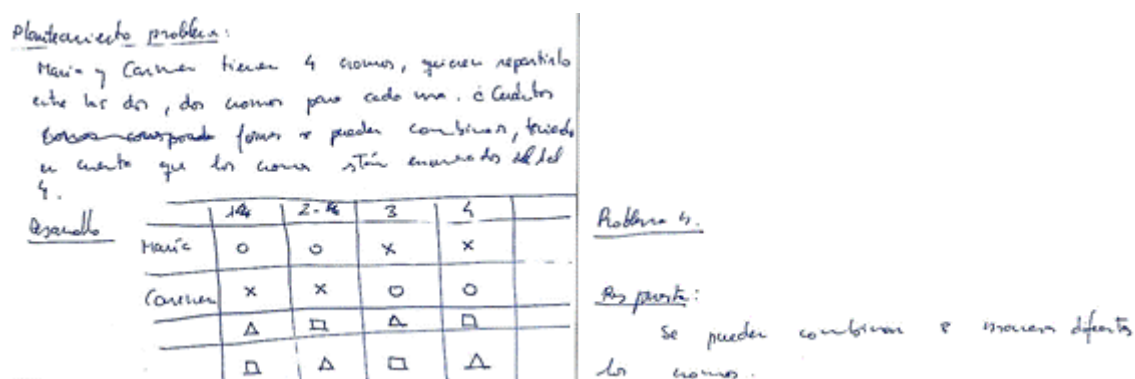 Planteamiento problema:
María y Carmen tienen 4 cromos, quieren repartirlo
entre las dos, dos cromos para cada una. ¿Cuántos
formas se pueden combinar, teniendo
en cuenta que los cromos están enumerados del 1 al
4.
Desarrollo
1 2 3 4
María O O X X
Carmen X X O O
△ □ △ □
□ △ □ △
Problema 4.
Respuesta:
Se pueden combinar maneras diferentes
los cromos.